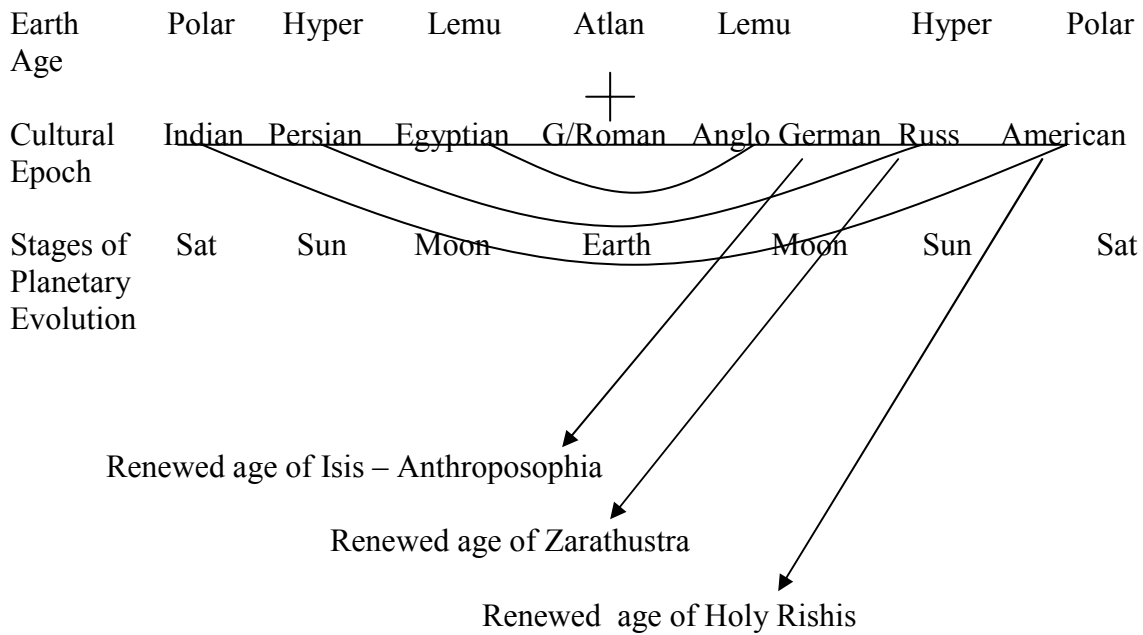 Earth Polar Hyper Lemu Atlan Lemu Hyper Polar
Age
Cultural Indian Persian Egyptian G/Roman Anglo German Russ American
Epoch
Stages of Sat Sun Moon Earth Moon Sun Sat
Planetary
Evolution
Renewed age of Isis – Anthroposophia
Renewed age of Zarathustra
Renewed age of Holy Rishis